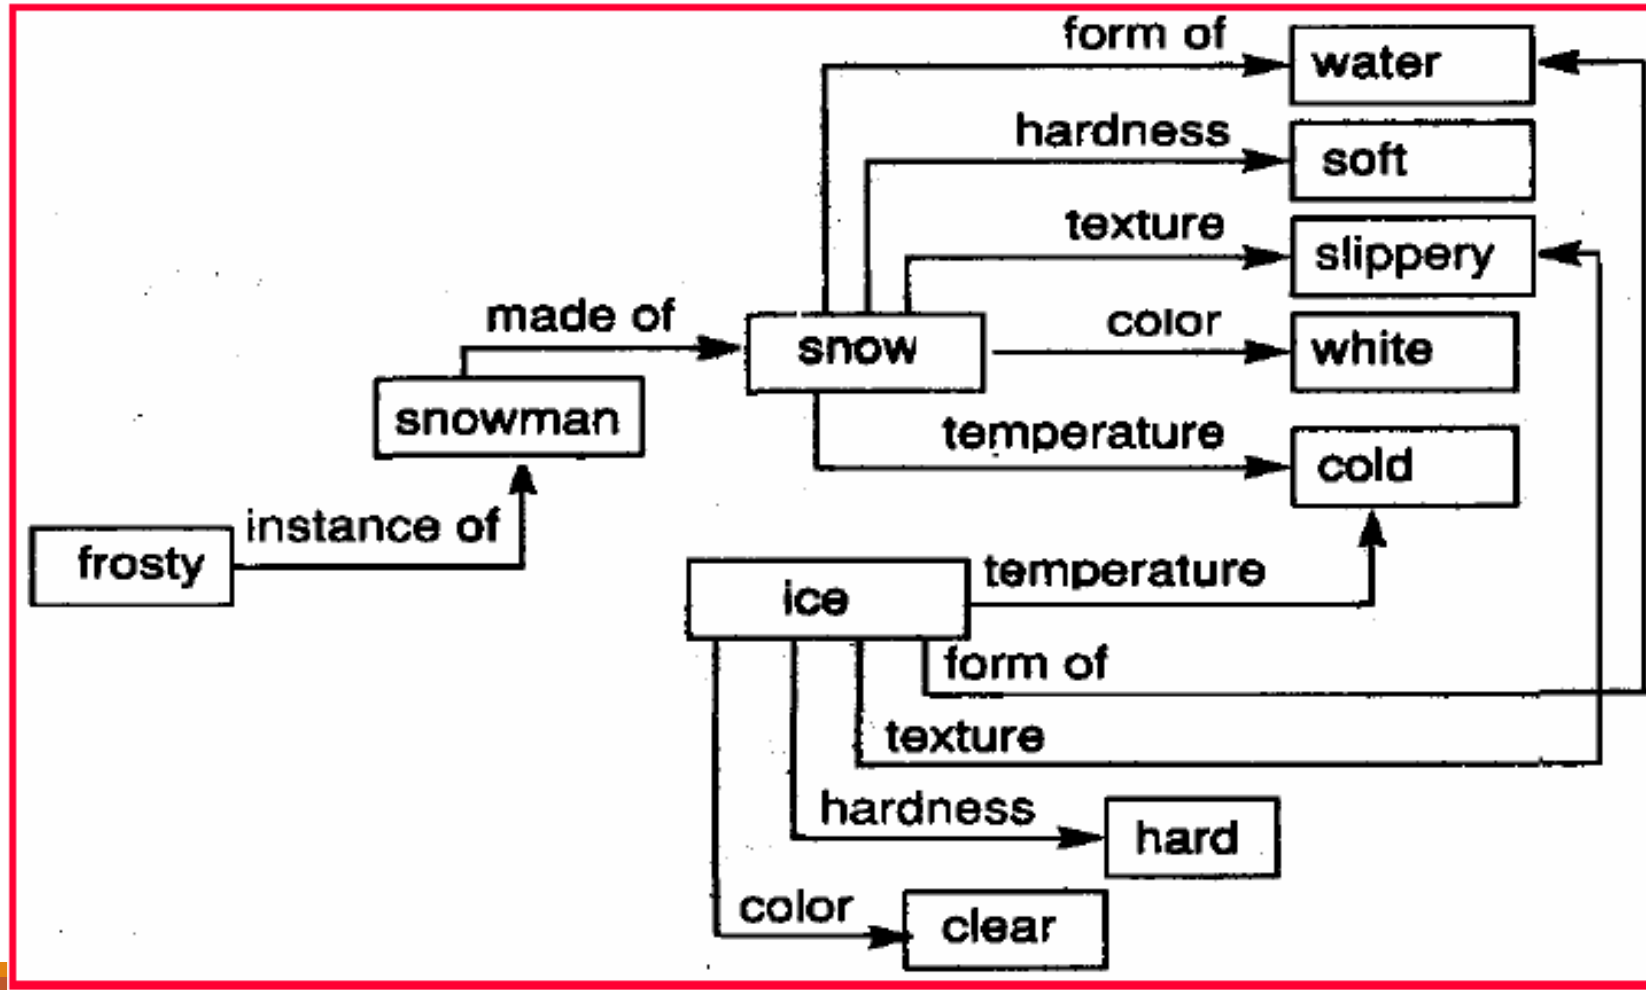 form of
water
hardness
soft
texture
slippery
made of
snow
color
white
snowman
temperature
cold
instance of
frosty
ice
temperature
form of
texture
hardness
hard
color
clear